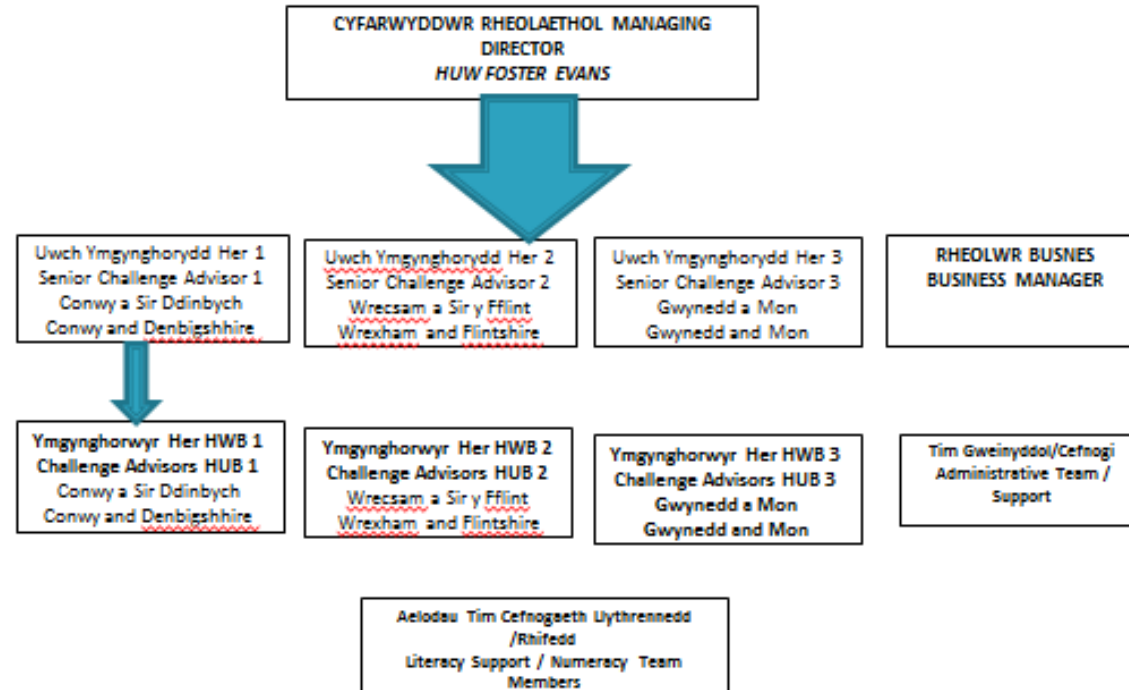 CYFARWYDDWR RHEOLAETHOL MANAGING
DIRECTOR
HUW FOSTER EVANS
Uwch Ymgynghorydd Her 1
Senior Challenge Advisor 1
Conwy a Sir Ddinbych
Conwy and Denbigshhire
Uwch Ymgynghorydd Her 2
Senior Challenge Advisor 2
Wrecsam a Sir y Fflint
Wrexham and Flintshire
Uwch Ymgynghorydd Her 3
Senior Challenge Advisor 3
Gwynedd a Mon
Gwynedd and Mon
RHEOLWR BUSNES
BUSINESS MANAGER
Ymgynghorwyr Her HWB 1
Challenge Advisors HUB 1
Conwy a Sir Ddinbych
Conwy and Denbigshhire
Ymgynghorwyr Her HWB 2
Challenge Advisors HUB 2
Wrecsam a Sir y Fflint
Wrexham and Flintshire
Ymgynghorwyr Her HWB 3
Challenge Advisors HUB 3
Gwynedd a Mon
Gwynedd and Mon
Tim Gweinyddol/Cefnogi
Administrative Team /
Support
Aelodau Tim Cefnogaeth Llythrennedd
/Rhifedd
Literacy Support / Numeracy Team
Members